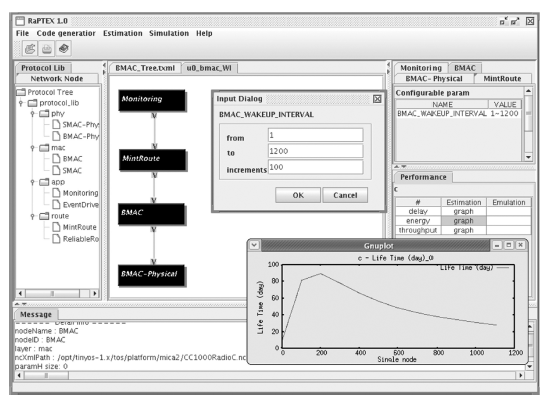 RaPTEX 1.0
File Code generatior Estimation Simulation Help
Protocol Lib
Network Node
Protocol Tree
protocol_lib
phy
SMAC-Phy
BMAC-Phy
mac
BMAC
SMAC
app
Monitoring
EventDrive
route
MintRoute
ReliableRo
BMAC_Tree.txml u0_bmac_WI
Monitoring
MintRoute
BMAC
BMAC-Physical
Input Dialog
BMAC_WAKEUP_INTERVAL
from 1
to 1200
increments 100
OK Cancel
Monitoring BMAC
BMAC-Physical MintRoute
Configurable param
NAME VALUE
BMAC_WAKEUP_INTERVAL 1~1200
Performance
c
# Estimation Emulation
delay graph
energy graph
throughput graph
Gnuplot
c - Life Time (day)_0
Life Time (day)
Life Time (day)
100
80
60
40
20
0
0 200 400 600 800 1000 1200
Single node
Message
nodeName : BMAC
nodeID : BMAC
layer : mac
ncXmlPath : /opt/tinyos-1.x/tos/platform/mica2/CC1000RadioC.nc
paramH size: 0